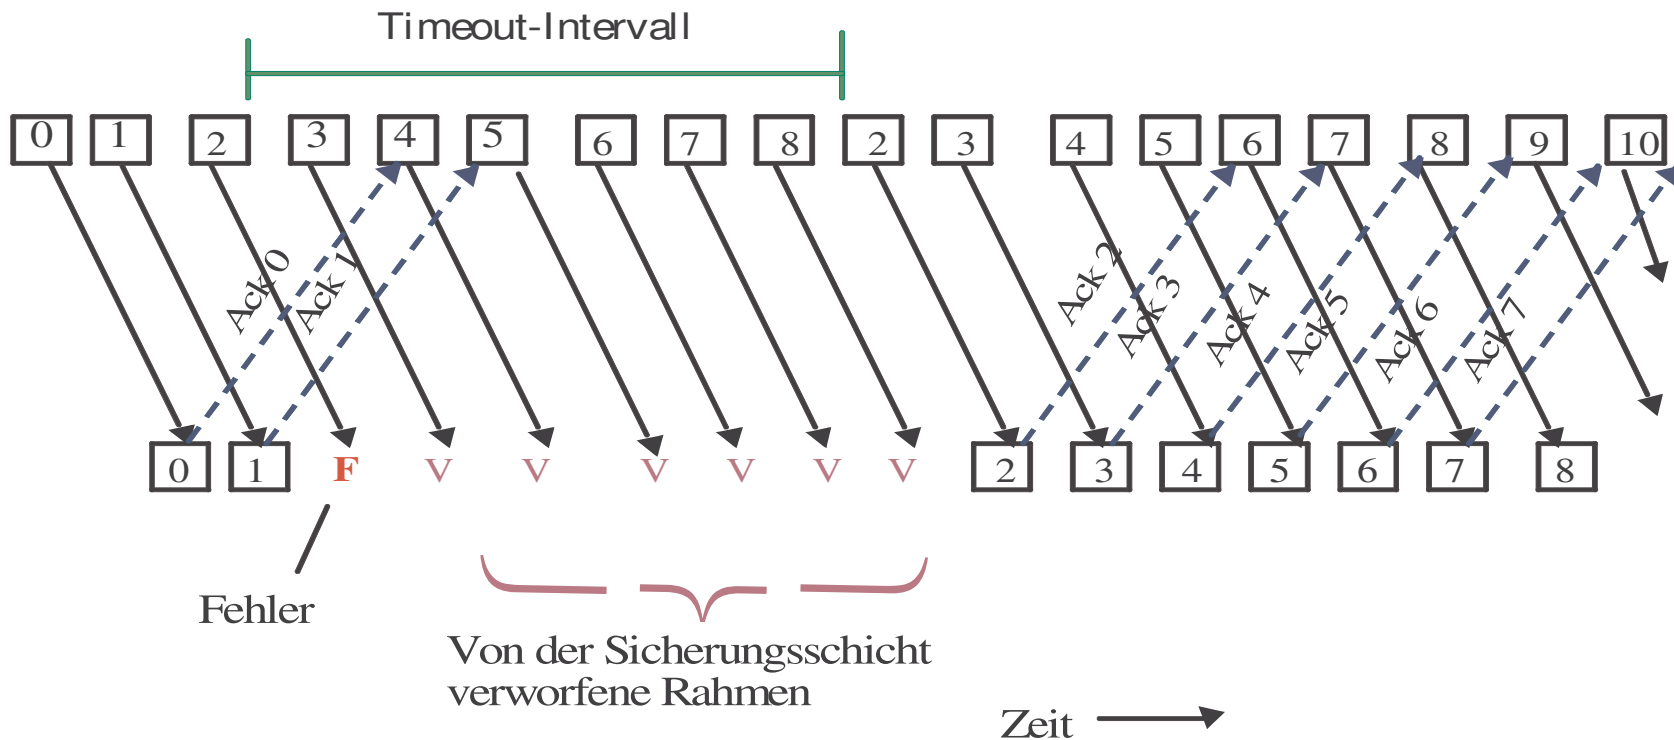 Timeout-Intervall
0 1 2 3 4 5 6 7 8 2 3 4 5 6 7 8 9 10
Ack 0 Ack 1 Ack 2 Ack 3 Ack 4 Ack 5 Ack 6 Ack 7
0 1 F V V V V V V 2 3 4 5 6 7 8
Fehler
Von der Sicherungsschicht
verworfene Rahmen
Zeit